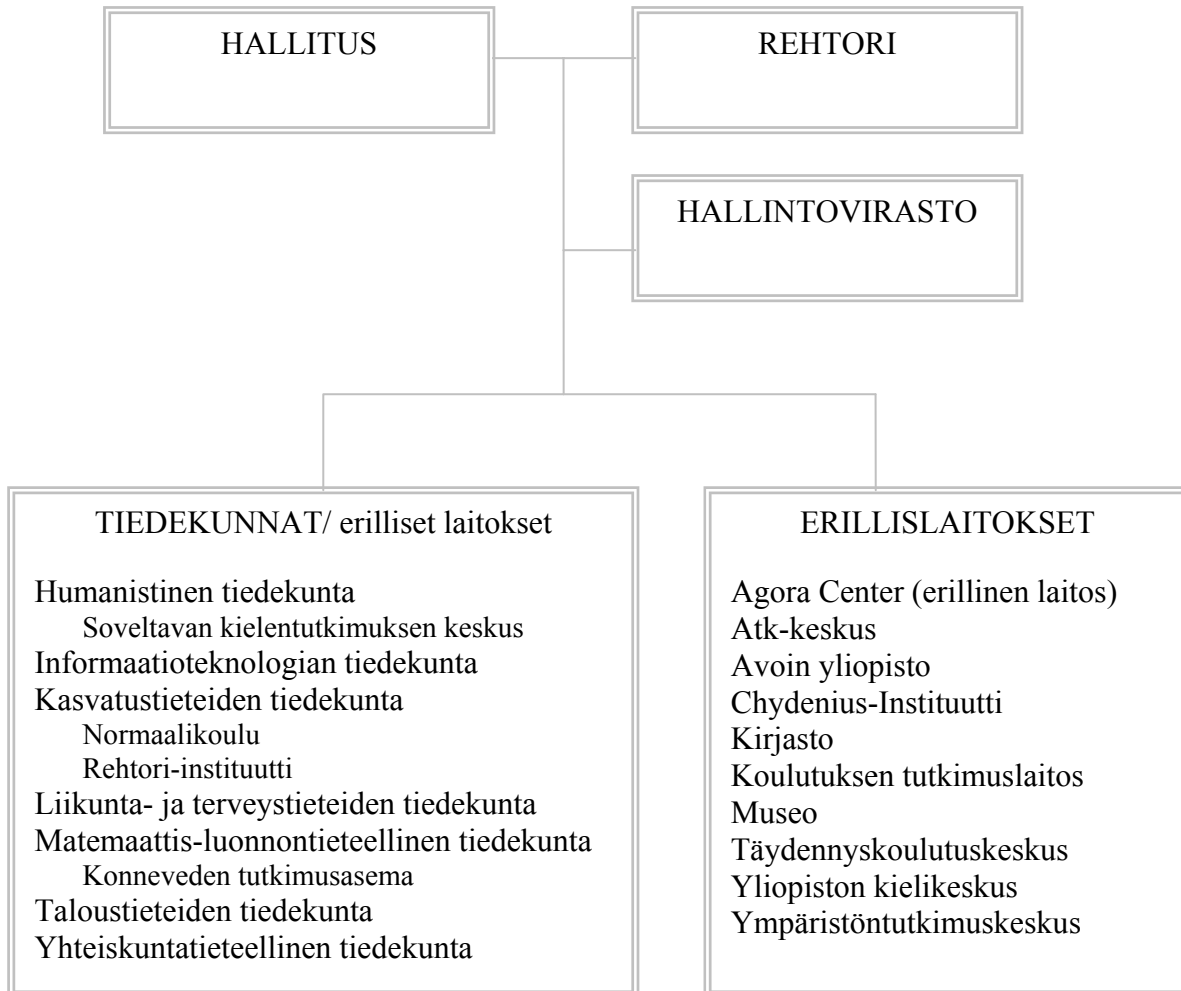 HALLITUS
REHTORI
HALLINTOVIRASTO
TIEDEKUNNAT/ erilliset laitokset
Humanistinen tiedekunta
Soveltavan kielentutkimuksen keskus
Informaatioteknologian tiedekunta
Kasvatustieteiden tiedekunta
Normaalikoulu
Rehtori-instituutti
Liikunta- ja terveystieteiden tiedekunta
Matemaattis-luonnontieteellinen tiedekunta
Konneveden tutkimusasema
Taloustieteiden tiedekunta
Yhteiskuntatieteellinen tiedekunta
ERILLISLAITOKSET
Agora Center (erillinen laitos)
Atk-keskus
Avoin yliopisto
Chydenius-Instituutti
Kirjasto
Koulutuksen tutkimuslaitos
Museo
Täydennyskoulutuskeskus
Yliopiston kielikeskus
Ympäristöntutkimuskeskus